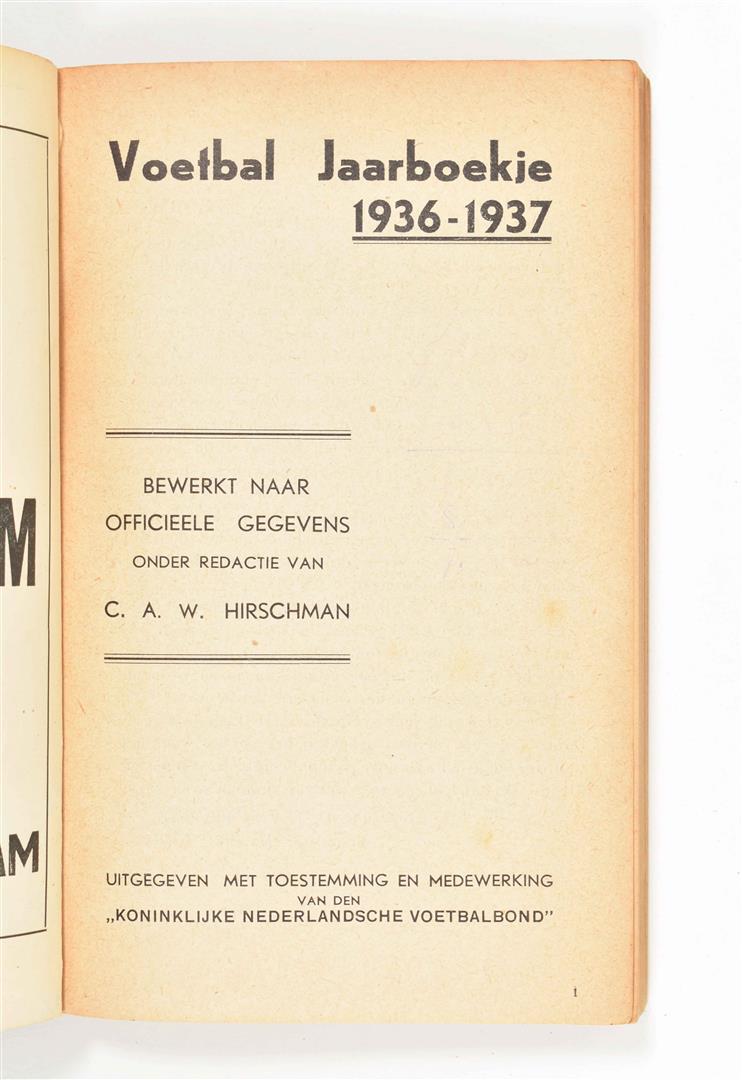 Voetbal Jaarboekje
1936-1937
BEWERKT NAAR
OFFICIEELE GEGEVENS
ONDER REDACTIE VAN
C. A. W. HIRSCHMAN
UITGEGEVEN MET TOESTEMMING EN MEDEWERKING
VAN DEN
„KONINKLIJKE NEDERLANDSCHE VOETBALBOND”
1